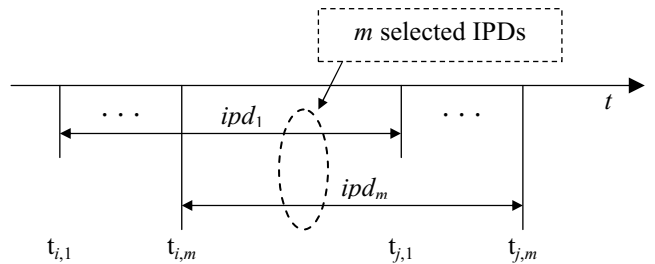 m selected IPDs
t
. . .
ipd₁
. . .
ipdₘ
tᵢ,₁
tᵢ,ₘ
tⱼ,₁
tⱼ,ₘ